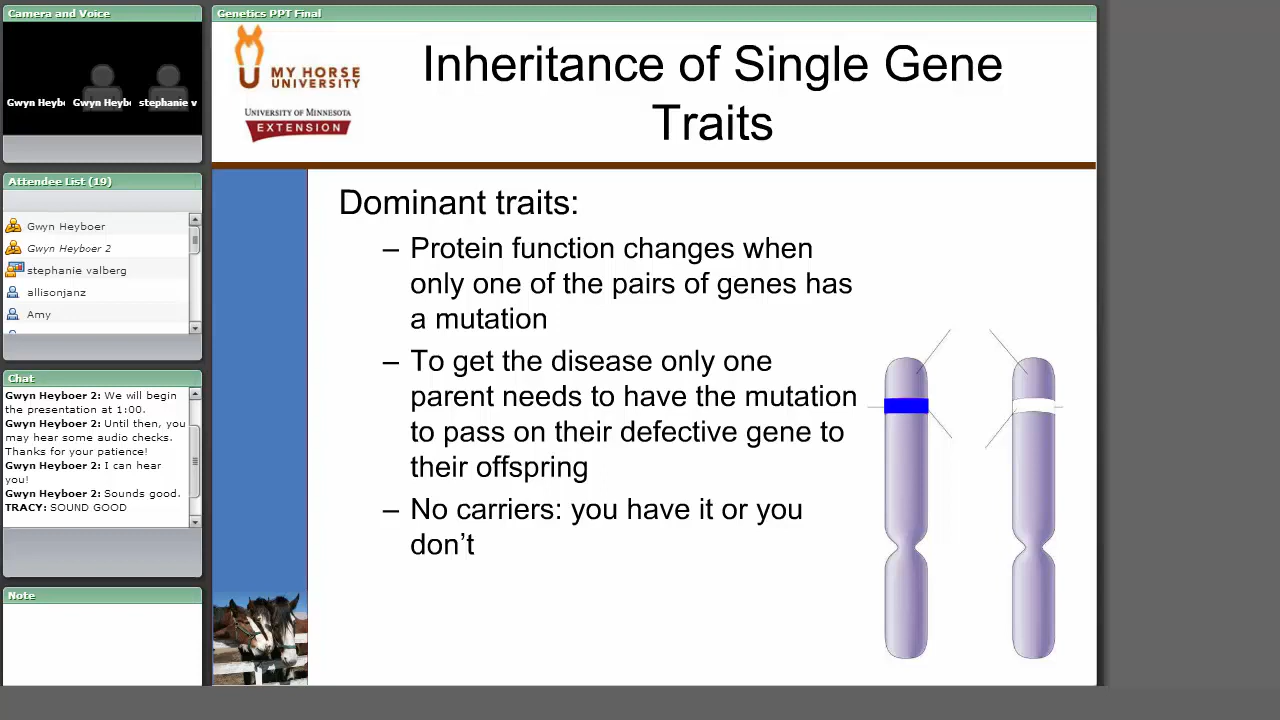 Camera and Voice
Gwyn Heyb
Gwyn Heyb
stephanie v
Attendee List (19)
Gwyn Heyboer
Gwyn Heyboer 2
stephanie valberg
allisonjanz
Amy
Chat
Gwyn Heyboer 2: We will begin
the presentation at 1:00.
Gwyn Heyboer 2: Until then, you
may hear some audio checks.
Thanks for your patience!
Gwyn Heyboer 2: I can hear
you!
Gwyn Heyboer 2: Sounds good.
TRACY: SOUND GOOD
Note
Genetics PPT Final
MY HORSE
UNIVERSITY
UNIVERSITY OF MINNESOTA
EXTENSION
Inheritance of Single Gene
Traits
Dominant traits:
– Protein function changes when
only one of the pairs of genes has
a mutation
– To get the disease only one
parent needs to have the mutation
to pass on their defective gene to
their offspring
– No carriers: you have it or you
don’t